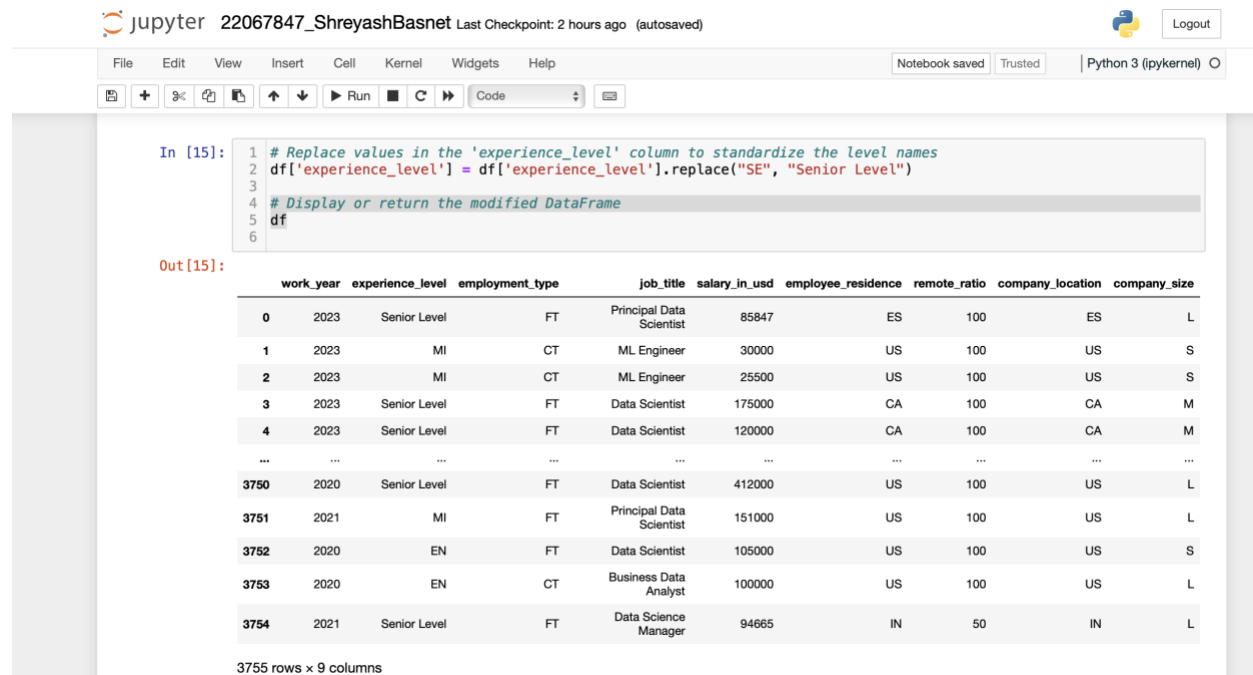 jupyter 22067847_ShreyashBasnet Last Checkpoint: 2 hours ago (autosaved) Logout
File Edit View Insert Cell Kernel Widgets Help Notebook saved Trusted Python 3 (ipykernel)
Run Code
In [15]:
1 # Replace values in the 'experience_level' column to standardize the level names
2 df['experience_level'] = df['experience_level'].replace("SE", "Senior Level")
3
4 # Display or return the modified DataFrame
5 df
6
Out[15]:
work_year experience_level employment_type job_title salary_in_usd employee_residence remote_ratio company_location company_size
0 2023 Senior Level FT Principal Data Scientist 85847 ES 100 ES L
1 2023 MI CT ML Engineer 30000 US 100 US S
2 2023 MI CT ML Engineer 25500 US 100 US S
3 2023 Senior Level FT Data Scientist 175000 CA 100 CA M
4 2023 Senior Level FT Data Scientist 120000 CA 100 CA M
... ... ... ... ... ... ... ... ... ...
3750 2020 Senior Level FT Data Scientist 412000 US 100 US L
3751 2021 MI FT Principal Data Scientist 151000 US 100 US L
3752 2020 EN FT Data Scientist 105000 US 100 US S
3753 2020 EN CT Business Data Analyst 100000 US 100 US L
3754 2021 Senior Level FT Data Science Manager 94665 IN 50 IN L
3755 rows × 9 columns